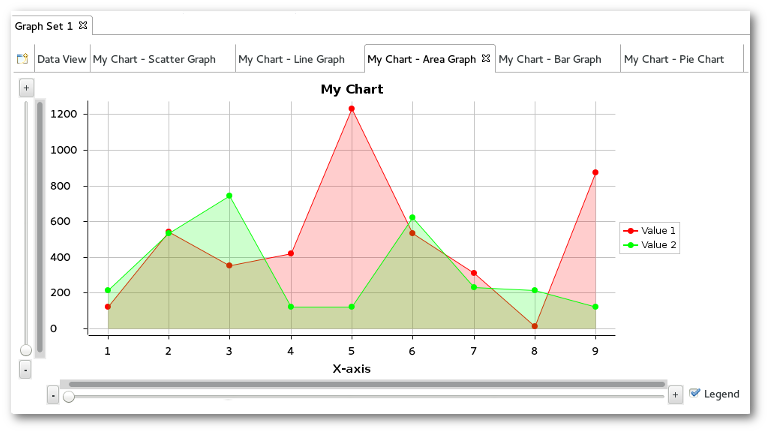 Graph Set 1
Data View My Chart - Scatter Graph My Chart - Line Graph My Chart - Area Graph My Chart - Bar Graph My Chart - Pie Chart
+
My Chart
1200
1000
800
600
400
200
0
1 2 3 4 5 6 7 8 9
X-axis
Value 1
Value 2
-
- +
Legend